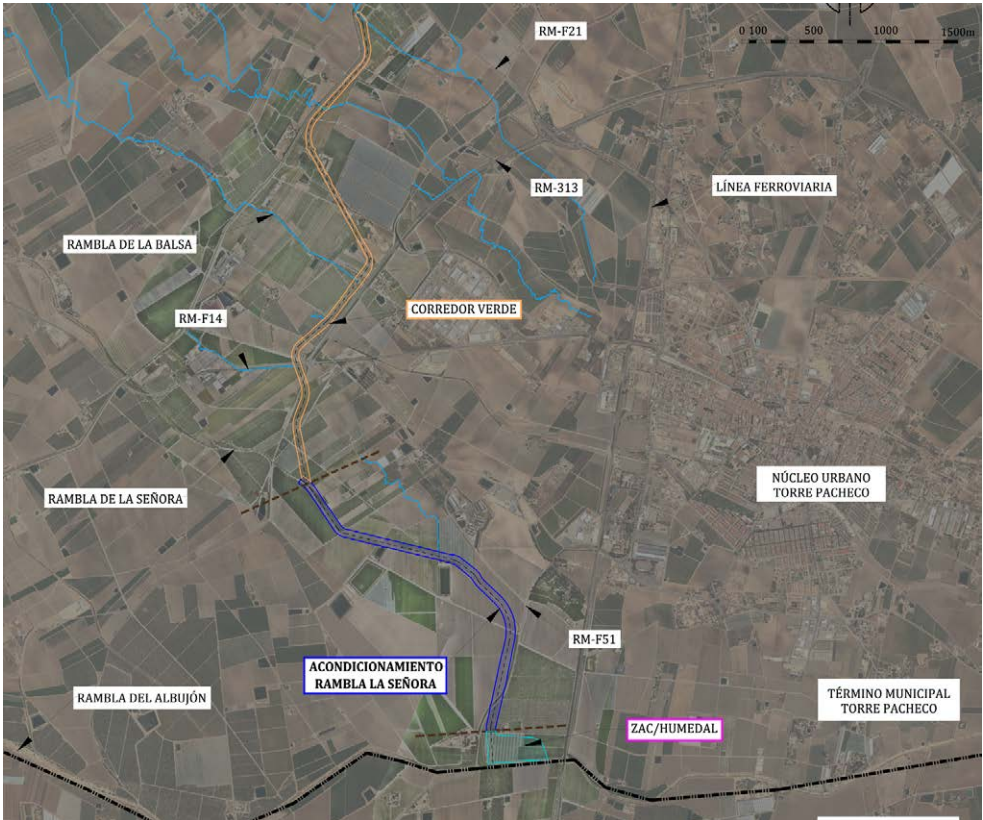 RM-F21
0 100 500 1000 1500m
RM-313
LÍNEA FERROVIARIA
RAMBLA DE LA BALSA
CORREDOR VERDE
RM-F14
NÚCLEO URBANO
TORRE PACHECO
RAMBLA DE LA SEÑORA
RM-F51
ACONDICIONAMIENTO
RAMBLA LA SEÑORA
RAMBLA DEL ALBUJÓN
TÉRMINO MUNICIPAL
TORRE PACHECO
ZAC/HUMEDAL